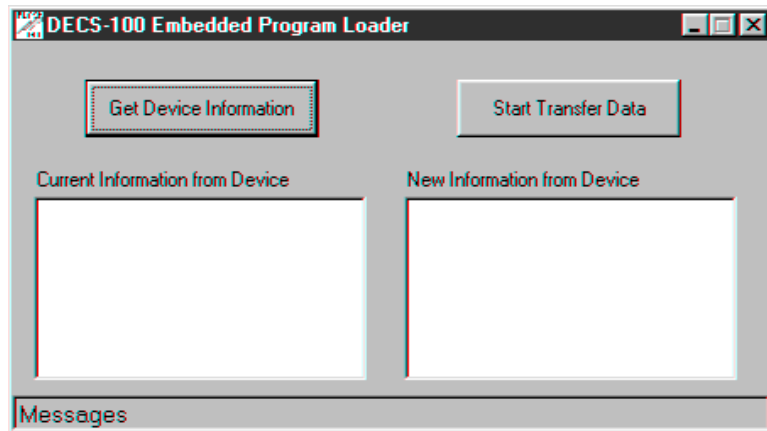 DECS-100 Embedded Program Loader
Get Device Information
Start Transfer Data
Current Information from Device
New Information from Device
Messages